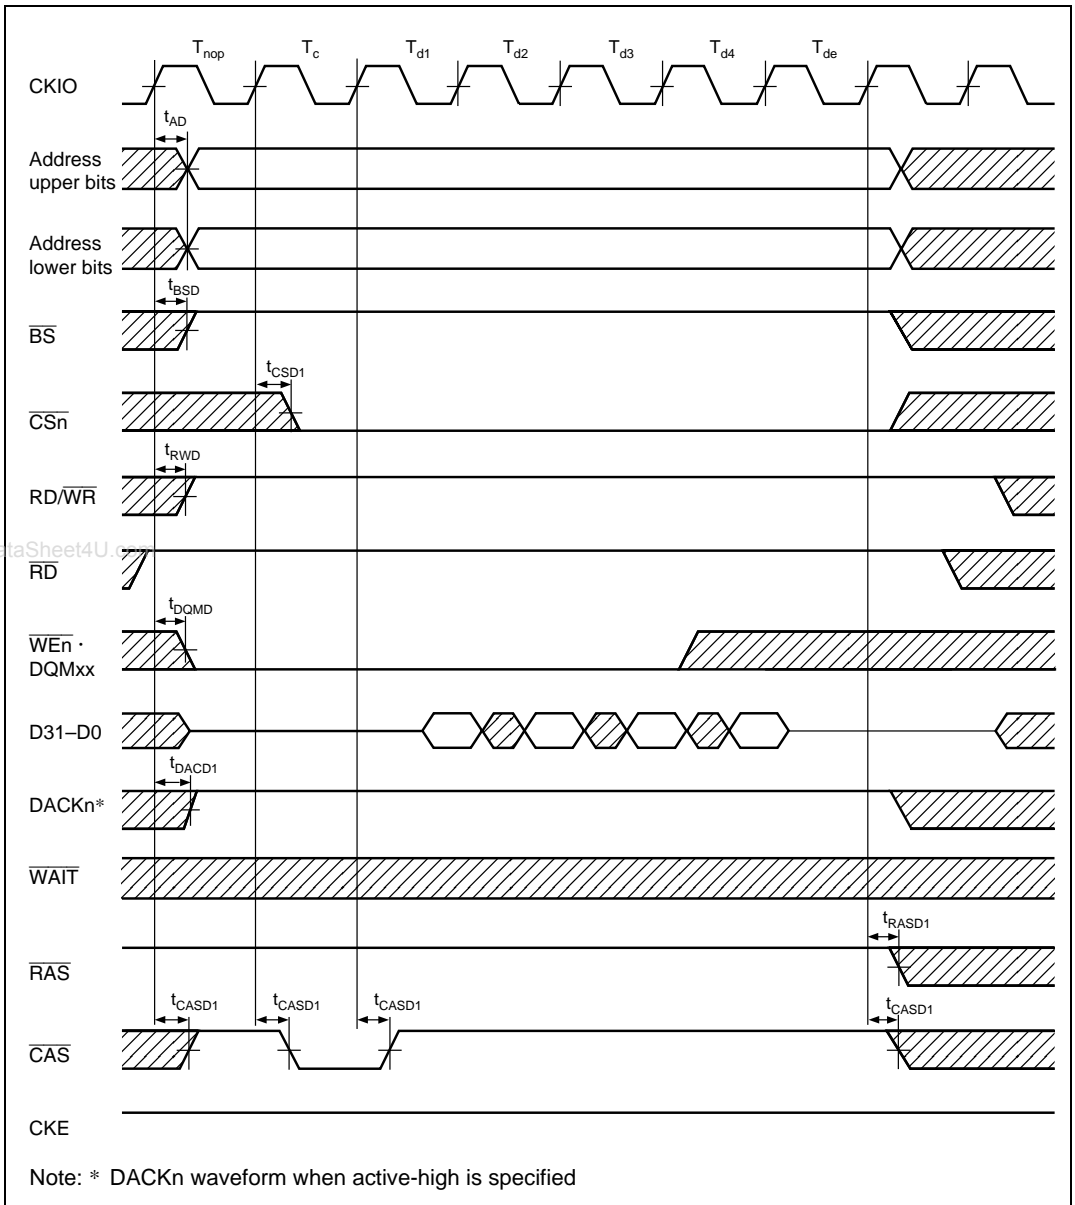 Tnop Tc Td1 Td2 Td3 Td4 Tde
CKIO
tAD
Address
upper bits
Address
lower bits
tBSD
BS
tCSD1
CSn
tRWD
RD/WR
ataSheet4U.com
RD
tDQMD
WEn ·
DQMxx
D31–D0
tDACD1
DACKn*
WAIT
tRASD1
RAS
tCASD1 tCASD1 tCASD1 tCASD1
CAS
CKE
Note: * DACKn waveform when active-high is specified